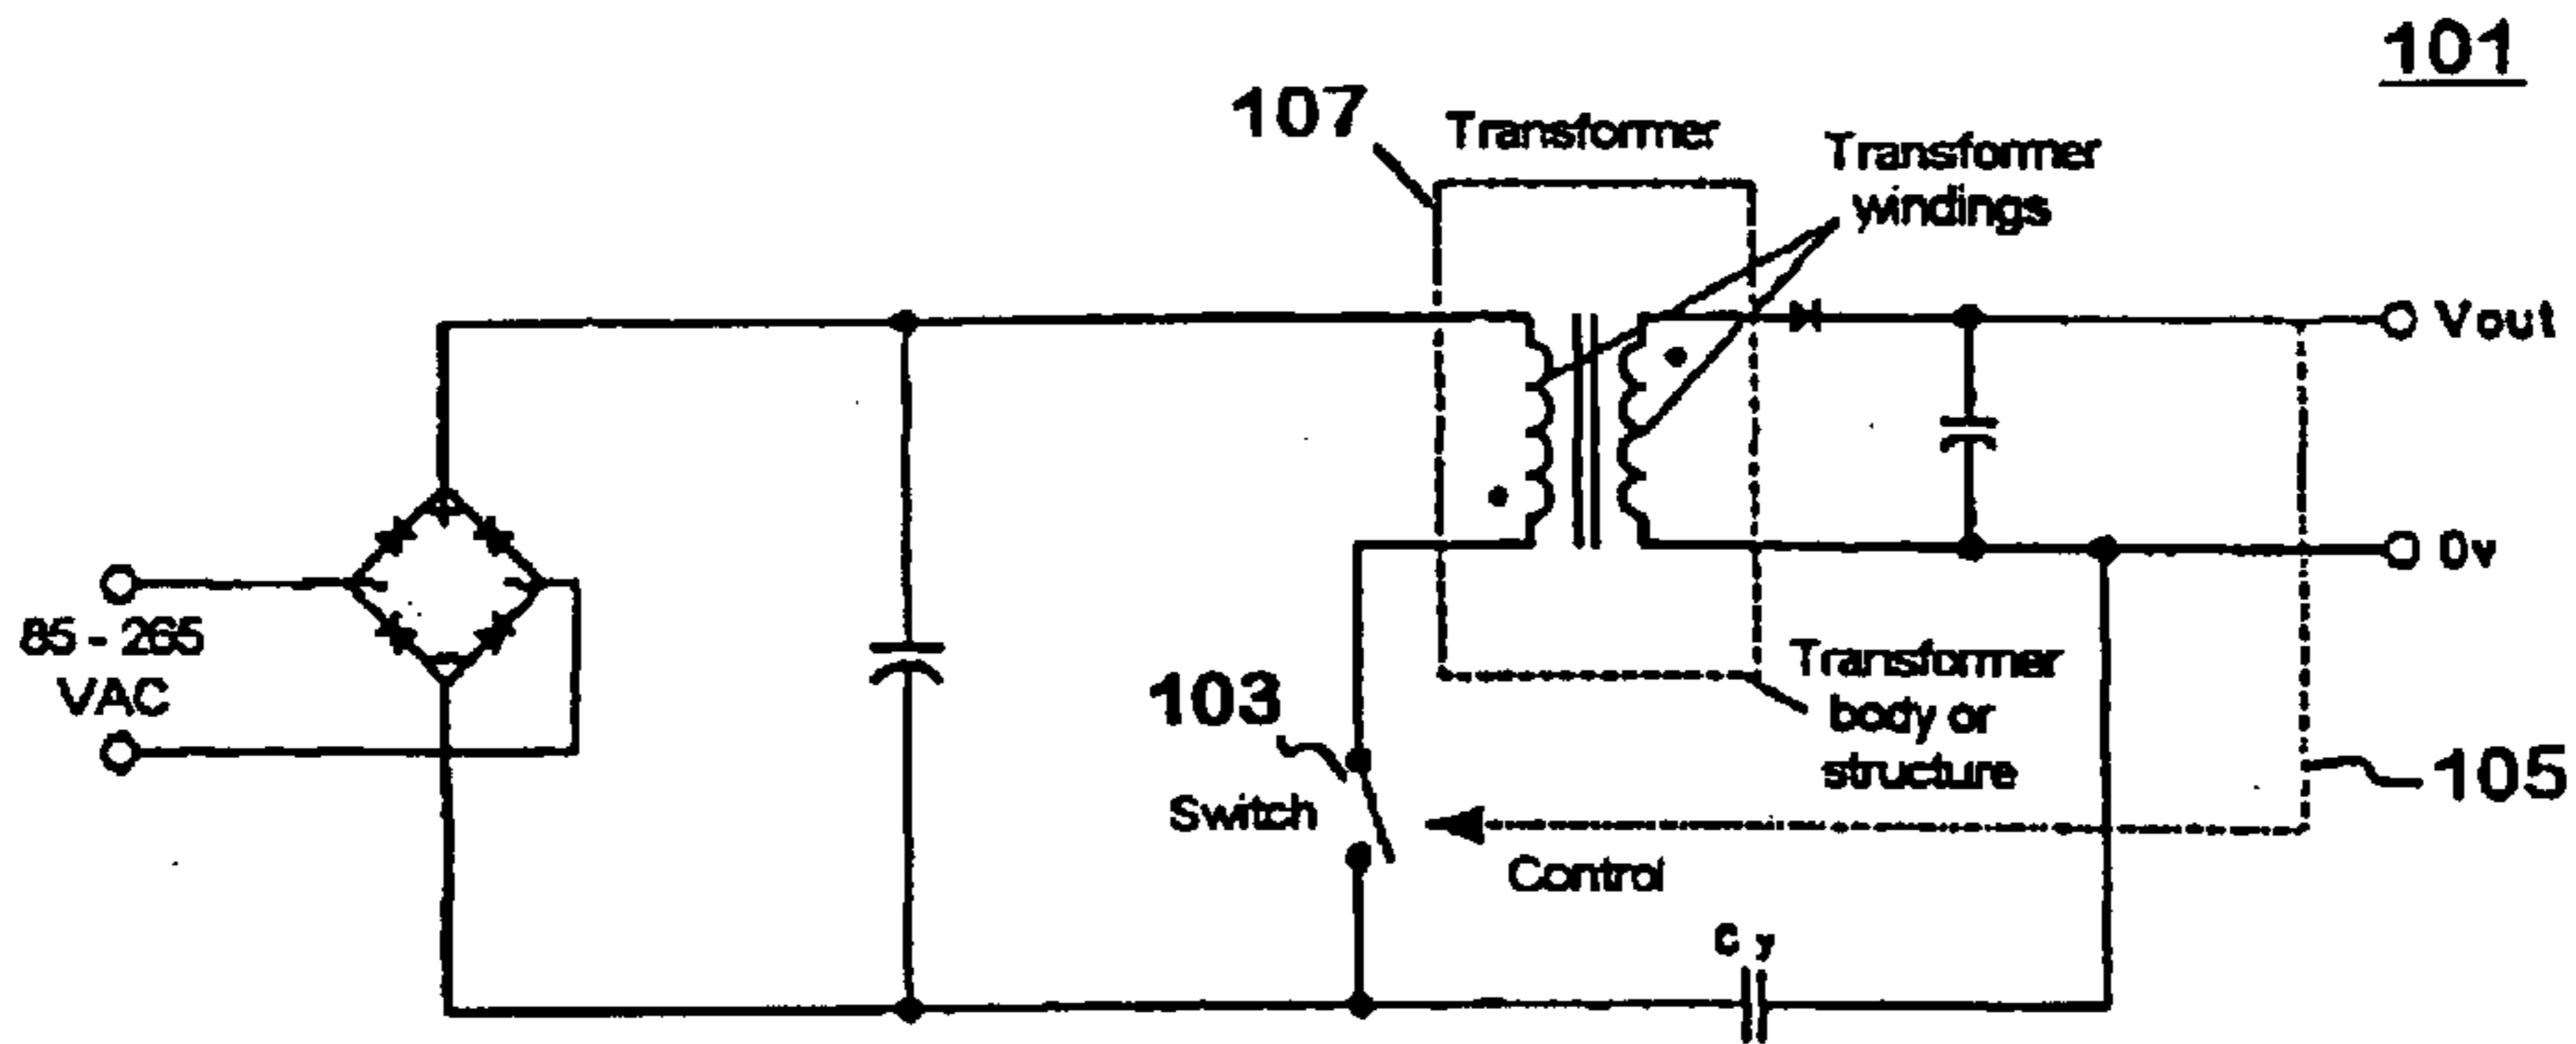 101
107
Transformer
Transformer
windings
Vout
0v
85 - 265
VAC
103
Switch
Transformer
body or
structure
105
Control
C y